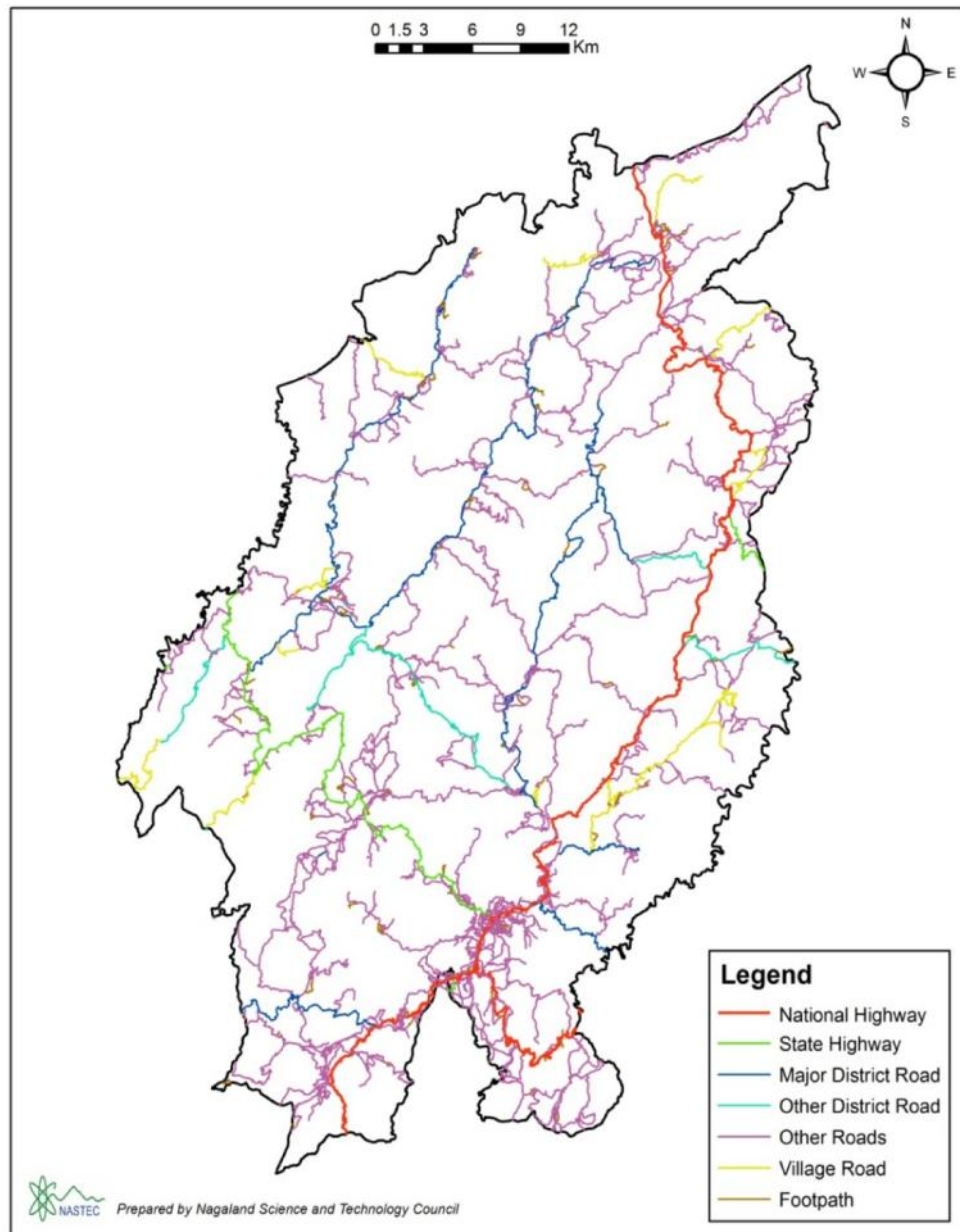 0 1.5 3 6 9 12
Km
N
W E
S
Legend
National Highway
State Highway
Major District Road
Other District Road
Other Roads
Village Road
Footpath
NASTEC
Prepared by Nagaland Science and Technology Council